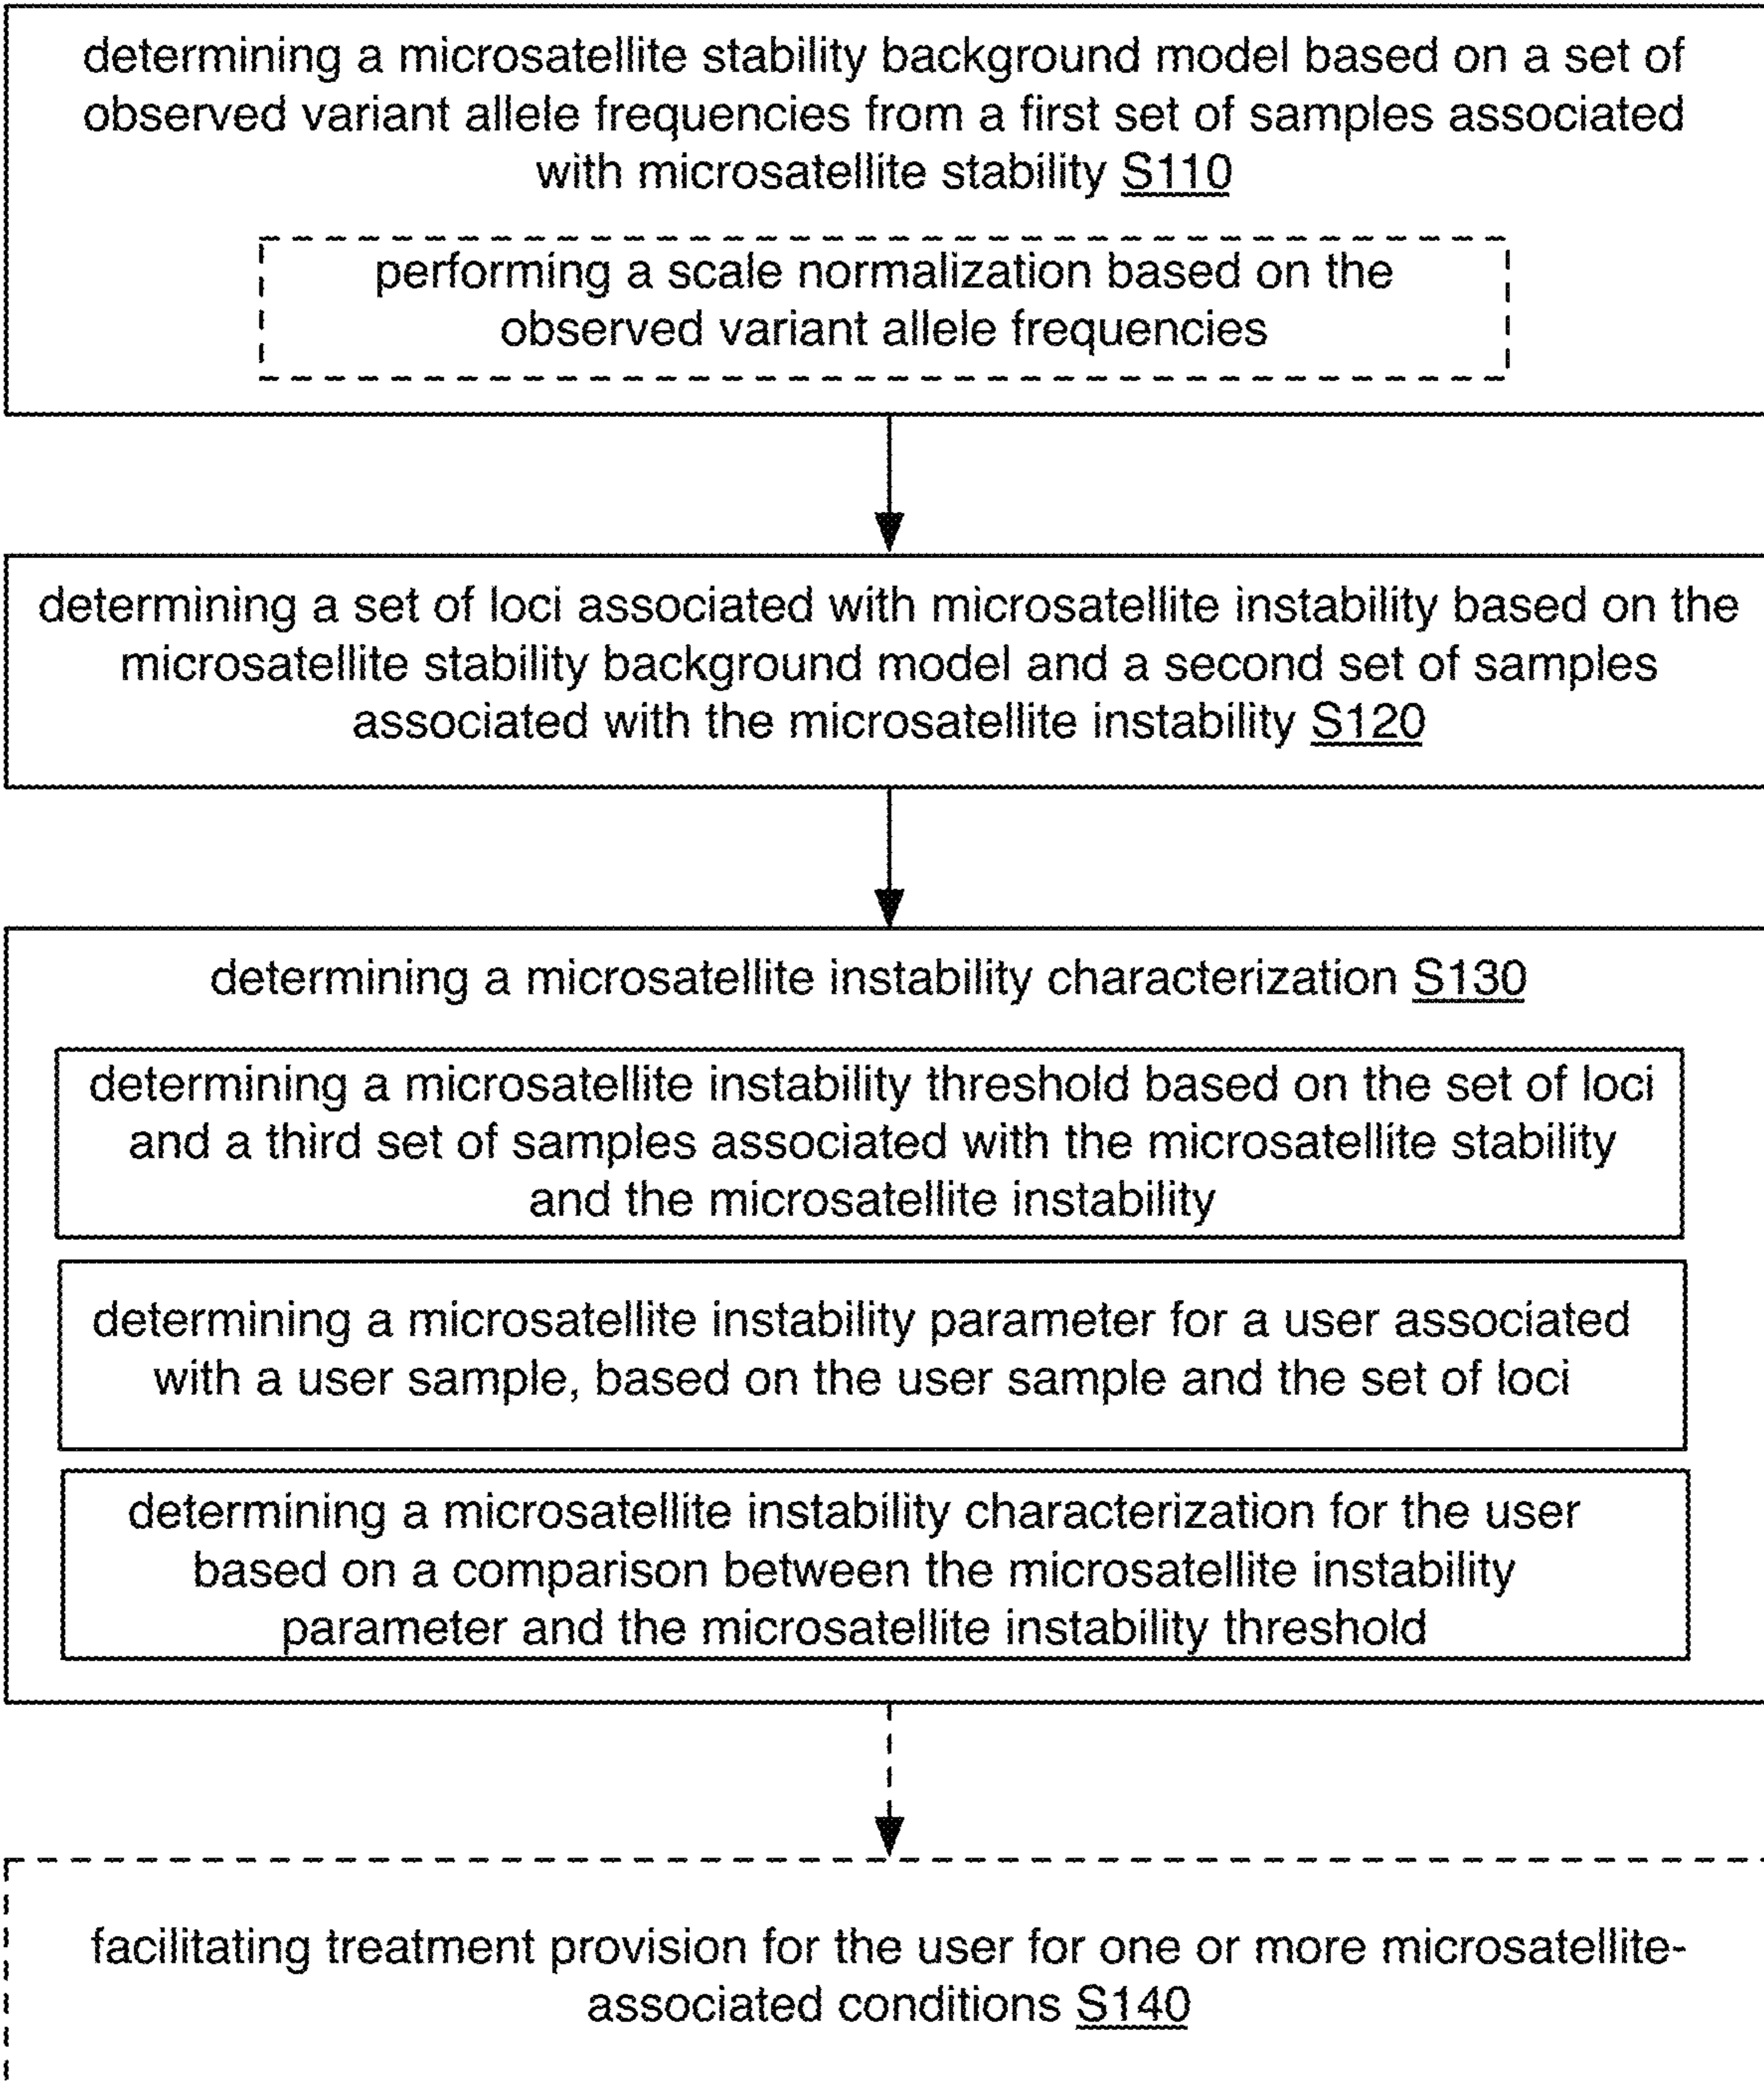 determining a microsatellite stability background model based on a set of
observed variant allele frequencies from a first set of samples associated
with microsatellite stability S110
performing a scale normalization based on the
observed variant allele frequencies
determining a set of loci associated with microsatellite instability based on the
microsatellite stability background model and a second set of samples
associated with the microsatellite instability S120
determining a microsatellite instability characterization S130
determining a microsatellite instability threshold based on the set of loci
and a third set of samples associated with the microsatellite stability
and the microsatellite instability
determining a microsatellite instability parameter for a user associated
with a user sample, based on the user sample and the set of loci
determining a microsatellite instability characterization for the user
based on a comparison between the microsatellite instability
parameter and the microsatellite instability threshold
facilitating treatment provision for the user for one or more microsatellite-
associated conditions S140